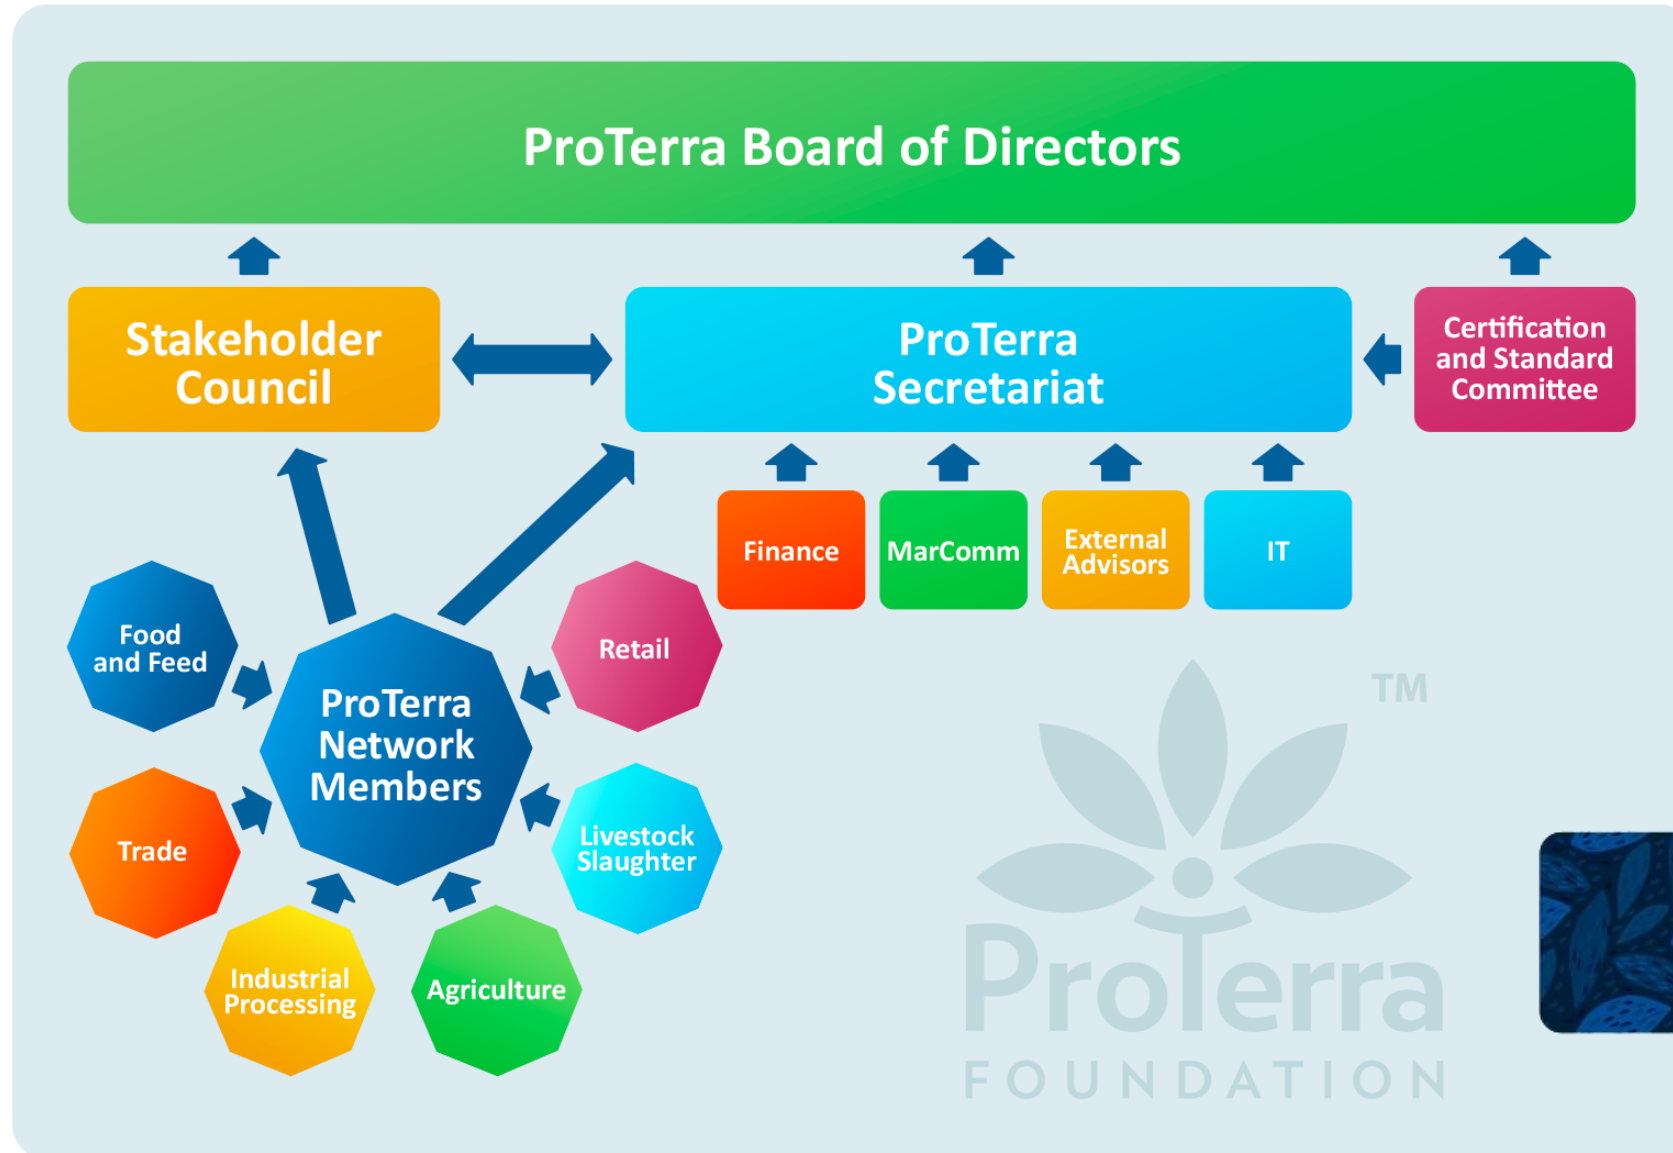 ProTerra Board of Directors
Stakeholder
Council
ProTerra
Secretariat
Certification
and Standard
Committee
Finance
MarComm
External
Advisors
IT
Food
and Feed
Retail
ProTerra
Network
Members
Trade
Livestock
Slaughter
Industrial
Processing
Agriculture
TM
ProTerra
FOUNDATION